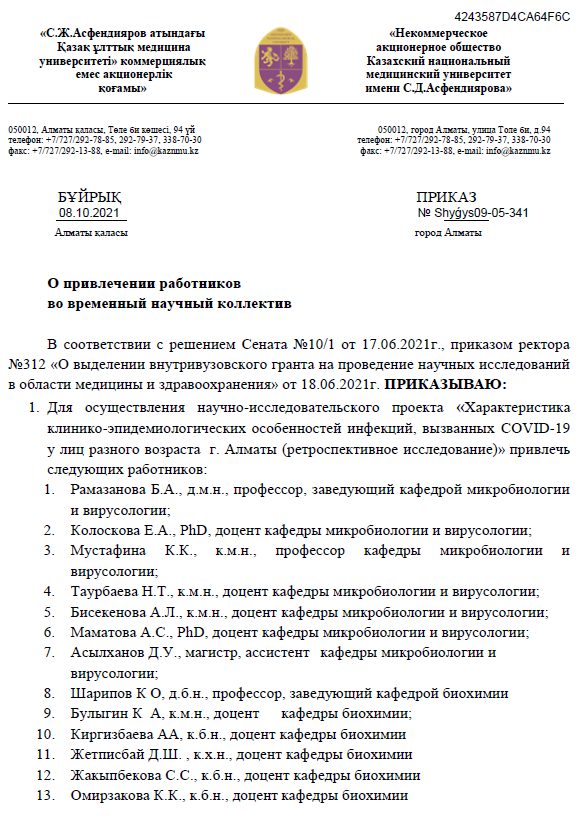 4243587D4CA64F6C
«С.Ж.Асфендияров атындағы
Қазақ ұлттық медицина
университеті» коммерциялық
емес акционерлік
қоғамы»
«Некоммерческое
акционерное общество
Казахский национальный
медицинский университет
имени С.Д.Асфендиярова»
050012, Алматы қаласы, Төле би көшесі, 94 үй
телефон: +7/727/292-78-85, 292-79-37, 338-70-30
факс: +7/727/292-13-88, e-mail: info@kaznmu.kz
050012, город Алматы, улица Толе би, д.94
телефон: +7/727/292-78-85, 292-79-37, 338-70-30
факс: +7/727/292-13-88, e-mail: info@kaznmu.kz
БҰЙРЫҚ
08.10.2021
Алматы қаласы
ПРИКАЗ
№ Shyǵys09-05-341
город Алматы
О привлечении работников
во временный научный коллектив
В соответствии с решением Сената №10/1 от 17.06.2021г., приказом ректора
№312 «О выделении внутривузовского гранта на проведение научных исследований
в области медицины и здравоохранения» от 18.06.2021г. ПРИКАЗЫВАЮ:
1. Для осуществления научно-исследовательского проекта «Характеристика
клинико-эпидемиологических особенностей инфекций, вызванных COVID-19
у лиц разного возраста г. Алматы (ретроспективное исследование)» привлечь
следующих работников:
1. Рамазанова Б.А., д.м.н., профессор, заведующий кафедрой микробиологии
и вирусологии;
2. Колоскова Е.А., PhD, доцент кафедры микробиологии и вирусологии;
3. Мустафина К.К., к.м.н., профессор кафедры микробиологии и
вирусологии;
4. Таурбаева Н.Т., к.м.н., доцент кафедры микробиологии и вирусологии;
5. Бисекенова А.Л., к.м.н., доцент кафедры микробиологии и вирусологии;
6. Маматова А.С., PhD, доцент кафедры микробиологии и вирусологии;
7. Асылханов Д.У., магистр, ассистент кафедры микробиологии и
вирусологии;
8. Шарипов К О, д.б.н., профессор, заведующий кафедрой биохимии
9. Булыгин К А, к.м.н., доцент кафедры биохимии;
10. Киргизбаева АА, к.б.н., доцент кафедры биохимии
11. Жетписбай Д.Ш. , к.х.н., доцент кафедры биохимии
12. Жакыпбекова С.С., к.б.н., доцент кафедры биохимии
13. Омирзакова К.К., к.б.н., доцент кафедры биохимии